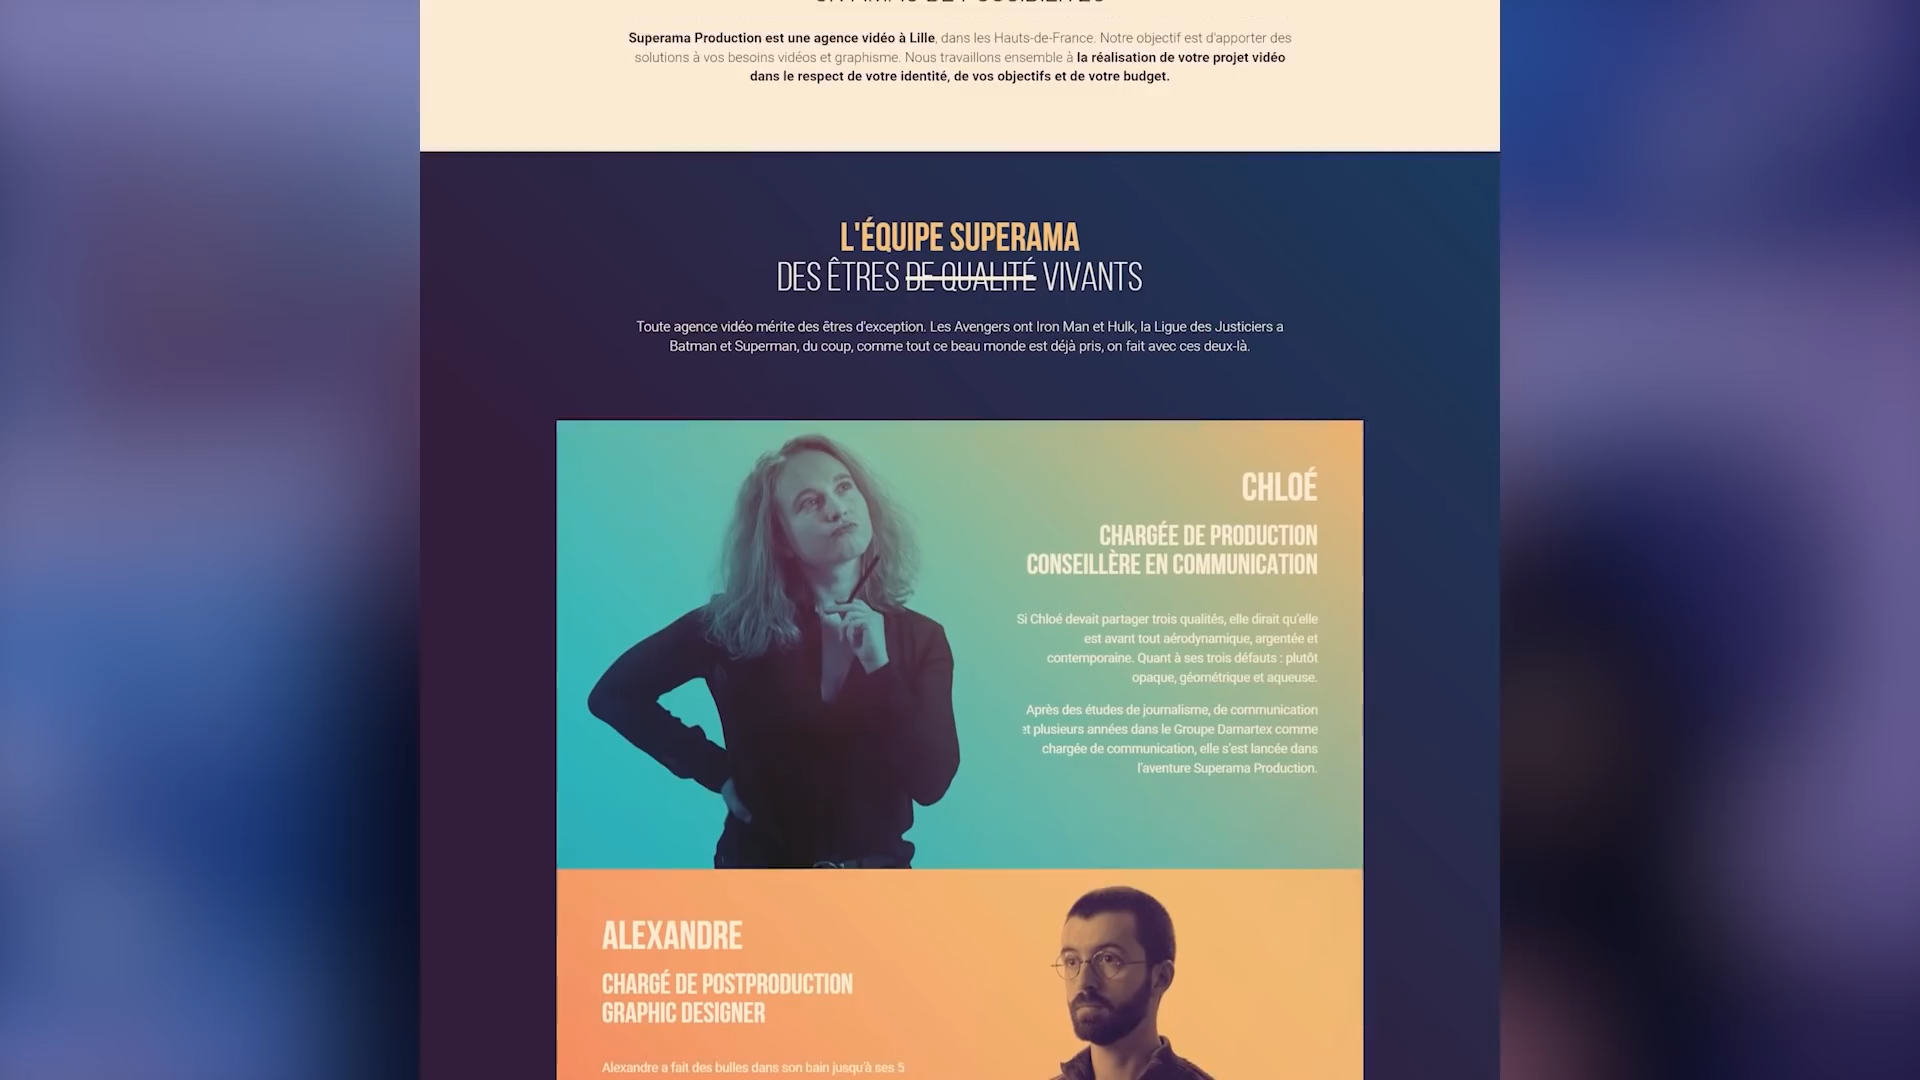 Superama Production est une agence vidéo à Lille, dans les Hauts-de-France. Notre objectif est d'apporter des
solutions à vos besoins vidéos et graphisme. Nous travaillons ensemble à la réalisation de votre projet vidéo
dans le respect de votre identité, de vos objectifs et de votre budget.
L'ÉQUIPE SUPERAMA
DES ÊTRES DE QUALITÉ VIVANTS
Toute agence vidéo mérite des êtres d'exception. Les Avengers ont Iron Man et Hulk, la Ligue des Justiciers a
Batman et Superman, du coup, comme tout ce beau monde est déjà pris, on fait avec ces deux-là.
CHLOÉ
CHARGÉE DE PRODUCTION
CONSEILLÈRE EN COMMUNICATION
Si Chloé devait partager trois qualités, elle dirait qu'elle
est avant tout aérodynamique, argentée et
contemporaine. Quant à ses trois défauts : plutôt
opaque, géométrique et aqueuse.
Après des études de journalisme, de communication
et plusieurs années dans le Groupe Damartex comme
chargée de communication, elle s'est lancée dans
l'aventure Superama Production.
ALEXANDRE
CHARGÉ DE POSTPRODUCTION
GRAPHIC DESIGNER
Alexandre a fait des bulles dans son bain jusqu'à ses 5